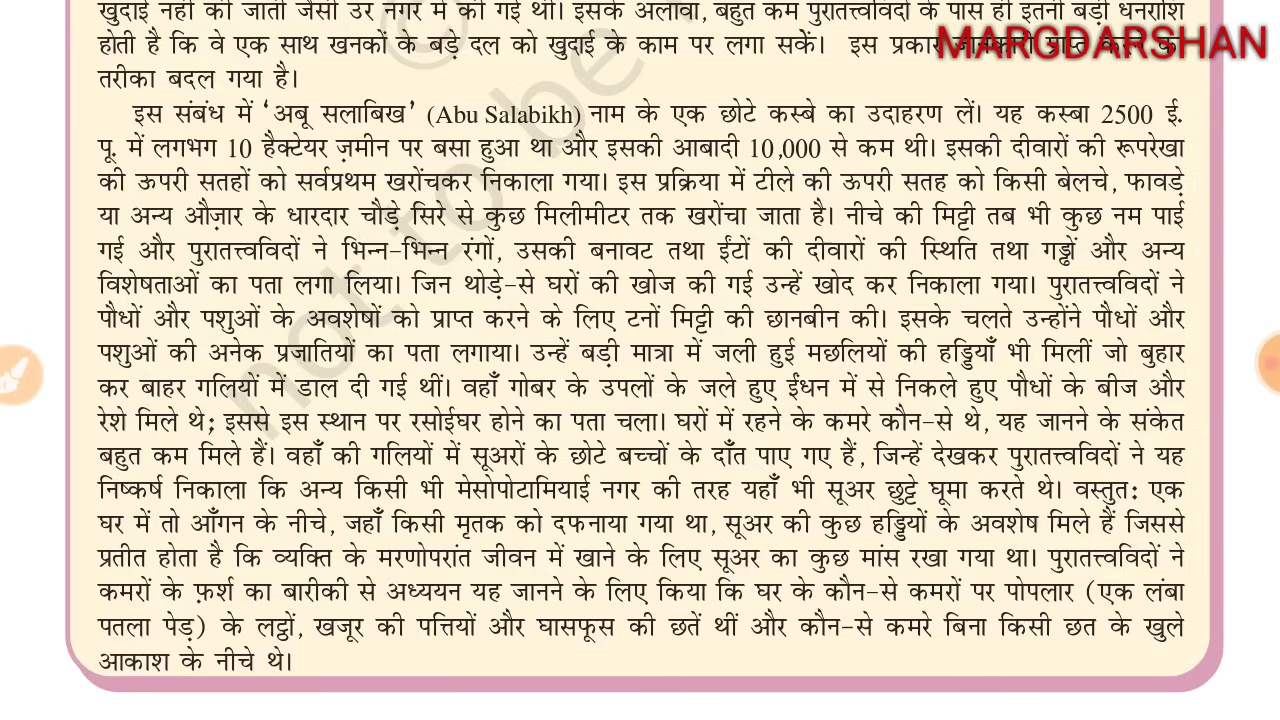 खुदाई नहीं की जाती जैसी उर नगर में की गई थी। इसके अलावा, बहुत कम पुरातत्त्वविदों के पास ही इतनी बड़ी धनराशि
होती है कि वे एक साथ खनकों के बड़े दल को खुदाई के काम पर लगा सकें। इस प्रकार
MARGDARSHAN
तरीका बदल गया है।
इस संबंध में ‘अबू सलाबिख’ (Abu Salabikh) नाम के एक छोटे कस्बे का उदाहरण लें। यह कस्बा 2500 ई.
पू. में लगभग 10 हैक्टेयर ज़मीन पर बसा हुआ था और इसकी आबादी 10,000 से कम थी। इसकी दीवारों की रूपरेखा
की ऊपरी सतहों को सर्वप्रथम खरोंचकर निकाला गया। इस प्रक्रिया में टीले की ऊपरी सतह को किसी बेलचे, फावड़े
या अन्य औज़ार के धारदार चौड़े सिरे से कुछ मिलीमीटर तक खरोंचा जाता है। नीचे की मिट्टी तब भी कुछ नम पाई
गई और पुरातत्त्वविदों ने भिन्न-भिन्न रंगों, उसकी बनावट तथा ईंटों की दीवारों की स्थिति तथा गड्ढों और अन्य
विशेषताओं का पता लगा लिया। जिन थोड़े-से घरों की खोज की गई उन्हें खोद कर निकाला गया। पुरातत्त्वविदों ने
पौधों और पशुओं के अवशेषों को प्राप्त करने के लिए टनों मिट्टी की छानबीन की। इसके चलते उन्होंने पौधों और
पशुओं की अनेक प्रजातियों का पता लगाया। उन्हें बड़ी मात्रा में जली हुई मछलियों की हड्डियाँ भी मिलीं जो बुहार
कर बाहर गलियों में डाल दी गई थीं। वहाँ गोबर के उपलों के जले हुए ईंधन में से निकले हुए पौधों के बीज और
रेशे मिले थे; इससे इस स्थान पर रसोईघर होने का पता चला। घरों में रहने के कमरे कौन-से थे, यह जानने के संकेत
बहुत कम मिले हैं। वहाँ की गलियों में सूअरों के छोटे बच्चों के दाँत पाए गए हैं, जिन्हें देखकर पुरातत्त्वविदों ने यह
निष्कर्ष निकाला कि अन्य किसी भी मेसोपोटामियाई नगर की तरह यहाँ भी सूअर छुट्टे घूमा करते थे। वस्तुत: एक
घर में तो आँगन के नीचे, जहाँ किसी मृतक को दफनाया गया था, सूअर की कुछ हड्डियों के अवशेष मिले हैं जिससे
प्रतीत होता है कि व्यक्ति के मरणोपरांत जीवन में खाने के लिए सूअर का कुछ मांस रखा गया था। पुरातत्त्वविदों ने
कमरों के फ़र्श का बारीकी से अध्ययन यह जानने के लिए किया कि घर के कौन-से कमरों पर पोपलार (एक लंबा
पतला पेड़) के लट्ठों, खजूर की पत्तियों और घासफूस की छतें थीं और कौन-से कमरे बिना किसी छत के खुले
आकाश के नीचे थे।
not to be